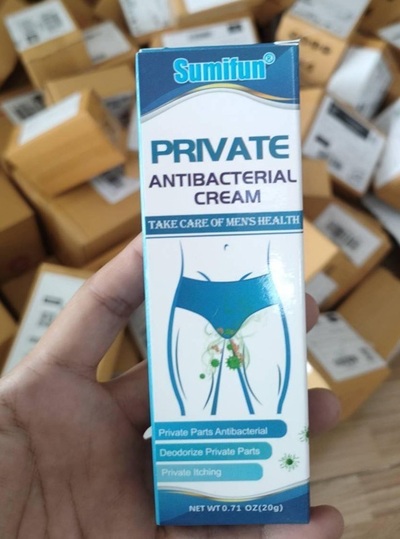 Sumifun®
PRIVATE
ANTIBACTERIAL
CREAM
TAKE CARE OF MEN'S HEALTH
Private Parts Antibacterial
Deodorize Private Parts
Private Itching
NET WT 0.71 OZ(20g)